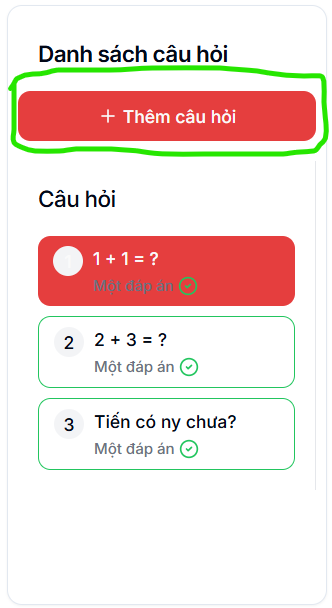 Danh sách câu hỏi
+ Thêm câu hỏi
Câu hỏi
1 1 + 1 = ?
Một đáp án
2 2 + 3 = ?
Một đáp án
3 Tiến có ny chưa?
Một đáp án